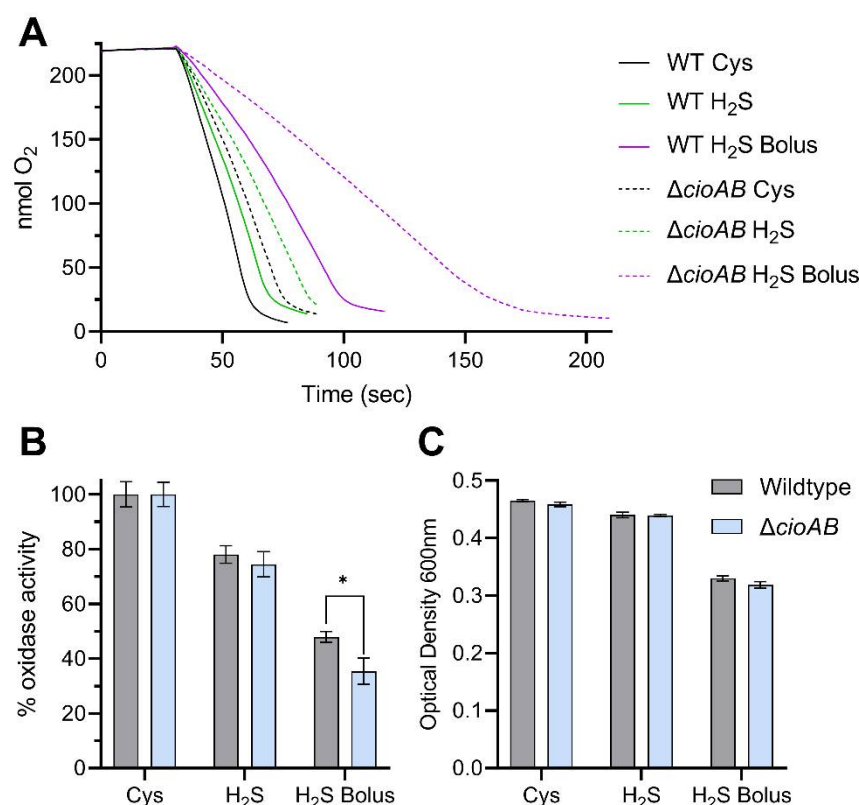 A
nmol O₂
200
150
100
50
0
0 50 100 150 200
Time (sec)
WT Cys
WT H₂S
WT H₂S Bolus
ΔcioAB Cys
ΔcioAB H₂S
ΔcioAB H₂S Bolus
B
% oxidase activity
100
80
60
40
20
0
*
Cys H₂S H₂S Bolus
C
Optical Density 600nm
0.5
0.4
0.3
0.2
0.1
0.0
Cys H₂S H₂S Bolus
Wildtype
ΔcioAB